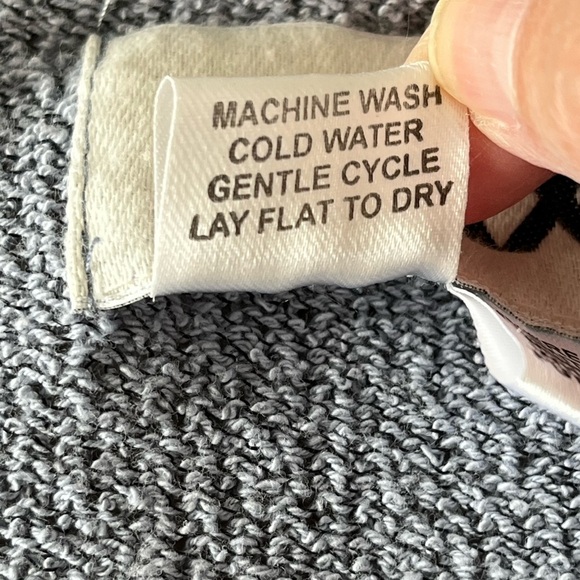 MACHINE WASH
COLD WATER
GENTLE CYCLE
LAY FLAT TO DRY